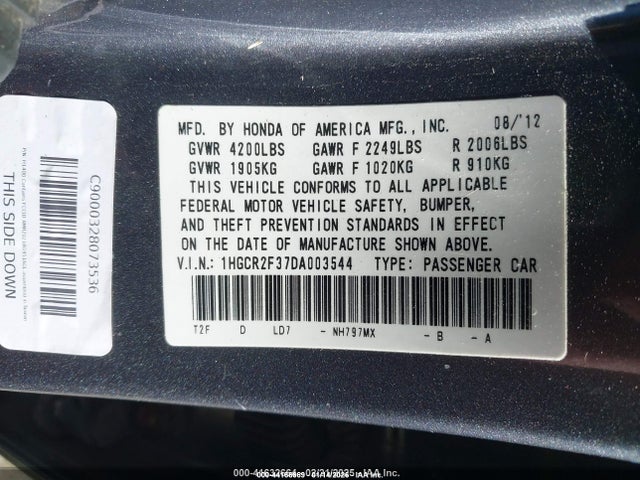 MFD. BY HONDA OF AMERICA MFG., INC. 08/'12
GVWR 4200LBS GAWR F 2249LBS R 2006LBS
GVWR 1905KG GAWR F 1020KG R 910KG
THIS VEHICLE CONFORMS TO ALL APPLICABLE
FEDERAL MOTOR VEHICLE SAFETY, BUMPER,
AND THEFT PREVENTION STANDARDS IN EFFECT
ON THE DATE OF MANUFACTURE SHOWN ABOVE.
V.I.N.: 1HGCR2F37DA003544 TYPE: PASSENGER CAR
T2F D LD7 - NH797MX - B - A
C9000328073536
THIS SIDE DOWN